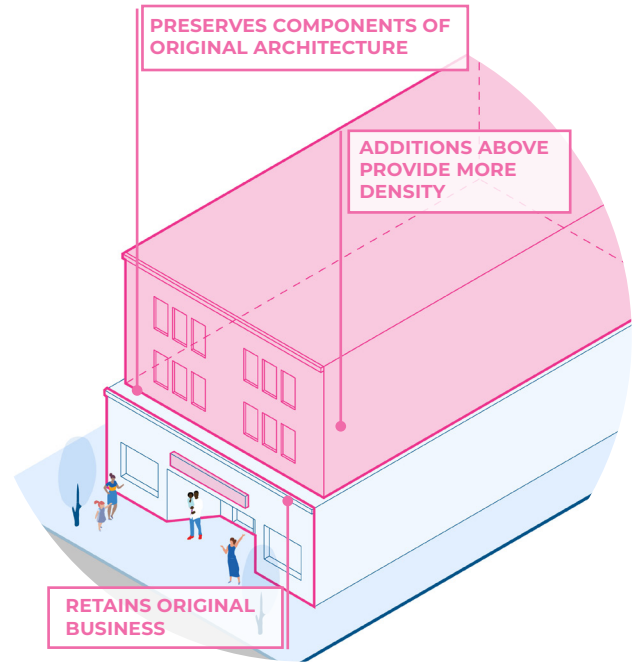 PRESERVES COMPONENTS OF
ORIGINAL ARCHITECTURE
ADDITIONS ABOVE
PROVIDE MORE
DENSITY
RETAINS ORIGINAL
BUSINESS